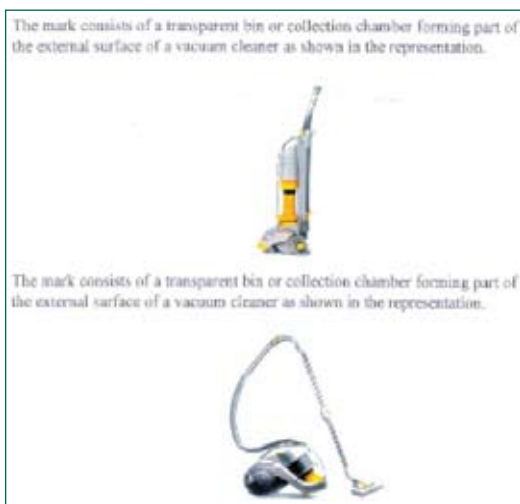 The mark consists of a transparent bin or collection chamber forming part of
the external surface of a vacuum cleaner as shown in the representation.
The mark consists of a transparent bin or collection chamber forming part of
the external surface of a vacuum cleaner as shown in the representation.